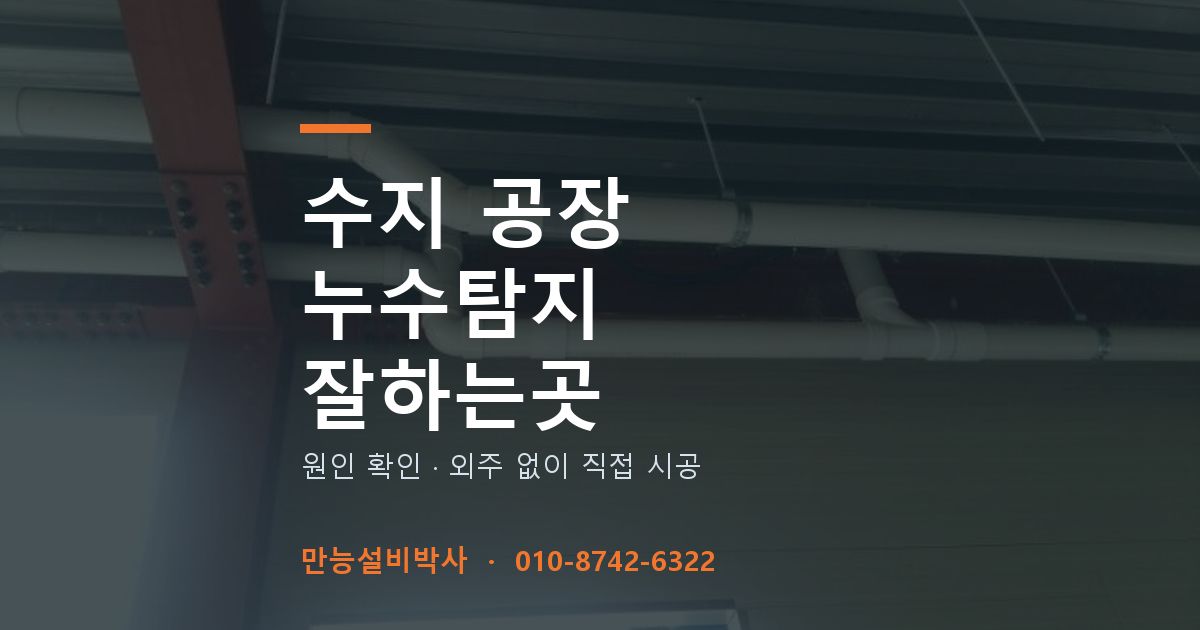 수지 공장
누수탐지
잘하는곳
원인 확인 · 외주 없이 직접 시공
만능설비박사 · 010-8742-6322